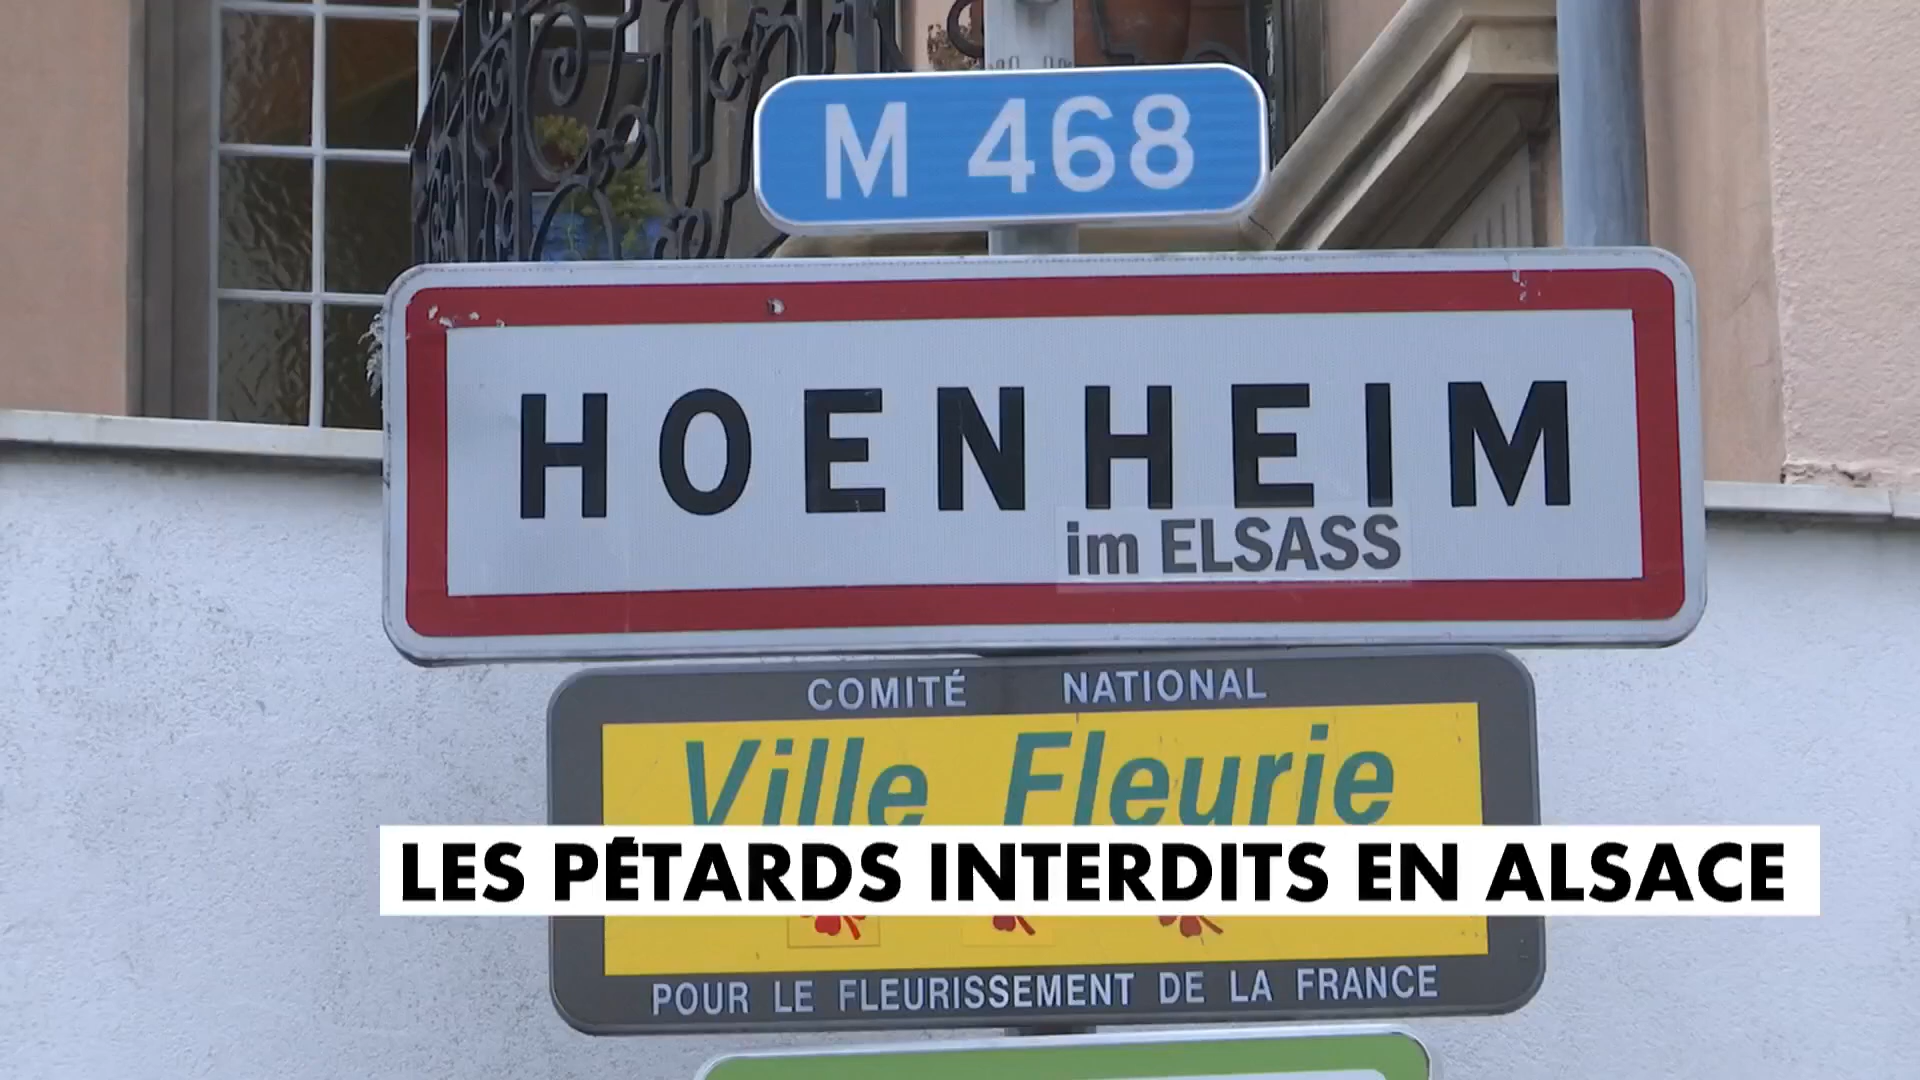 M 468
HOENHEIM
im ELSASS
COMITÉ NATIONAL
Ville Fleurie
LES PÉTARDS INTERDITS EN ALSACE
POUR LE FLEURISSEMENT DE LA FRANCE